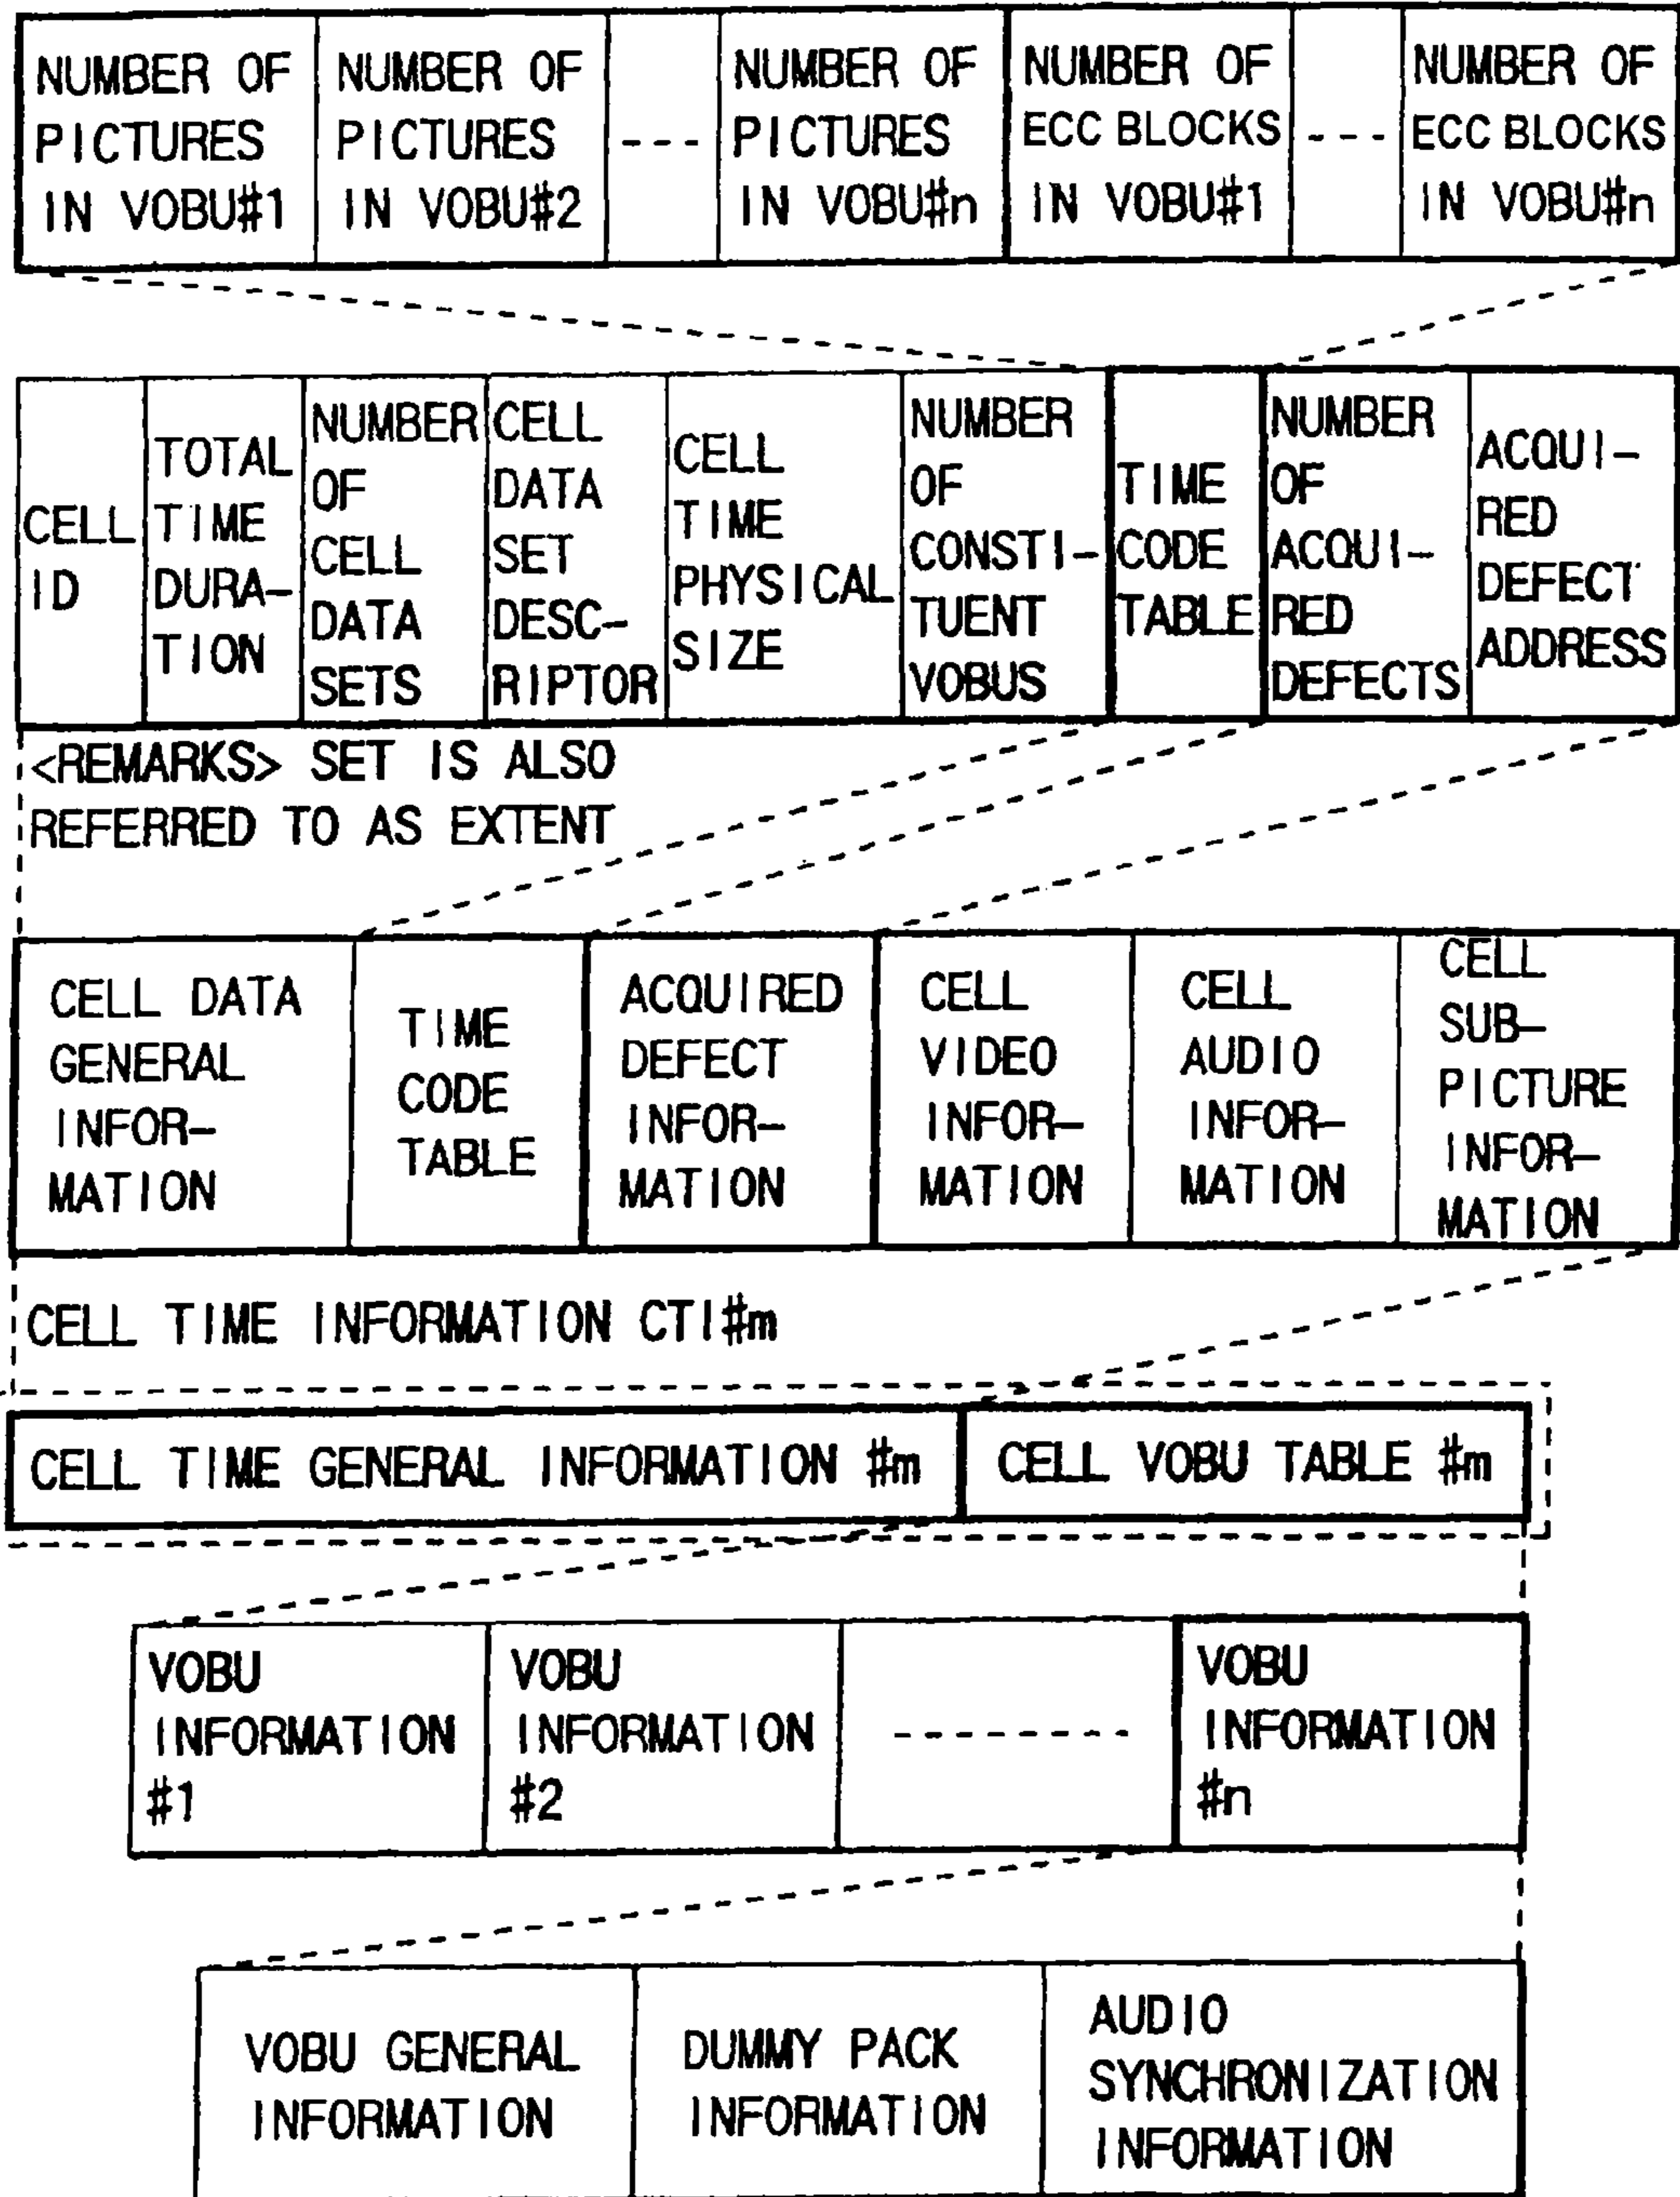 NUMBER OF
PICTURES
IN VOBU#1
NUMBER OF
PICTURES
IN VOBU#2
---
NUMBER OF
PICTURES
IN VOBU#n
NUMBER OF
ECC BLOCKS
IN VOBU#1
---
NUMBER OF
ECC BLOCKS
IN VOBU#n
CELL
ID
TOTAL
TIME
DURA-
TION
NUMBER
OF
CELL
DATA
SETS
CELL
DATA
SET
DESC-
RIPTOR
CELL
TIME
PHYSICAL
SIZE
NUMBER
OF
CONSTI-
TUENT
VOBUS
TIME
CODE
TABLE
NUMBER
OF
ACQUI-
RED
DEFECTS
ACQUI-
RED
DEFECT
ADDRESS
<REMARKS> SET IS ALSO
REFERRED TO AS EXTENT
CELL DATA
GENERAL
INFOR-
MATION
TIME
CODE
TABLE
ACQUIRED
DEFECT
INFOR-
MATION
CELL
VIDEO
INFOR-
MATION
CELL
AUDIO
INFOR-
MATION
CELL
SUB-
PICTURE
INFOR-
MATION
CELL TIME INFORMATION CTI#m
CELL TIME GENERAL INFORMATION #m
CELL VOBU TABLE #m
VOBU
INFORMATION
#1
VOBU
INFORMATION
#2
--------
VOBU
INFORMATION
#n
VOBU GENERAL
INFORMATION
DUMMY PACK
INFORMATION
AUDIO
SYNCHRONIZATION
INFORMATION